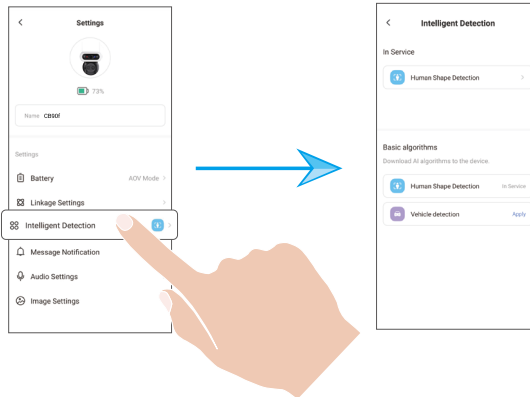 Settings
73%
Name CB90f
Settings
Battery AOV Mode
Linkage Settings
Intelligent Detection
Message Notification
Audio Settings
Image Settings
Intelligent Detection
In Service
Human Shape Detection
Basic algorithms
Download AI algorithms to the device.
Human Shape Detection In Service
Vehicle detection Apply